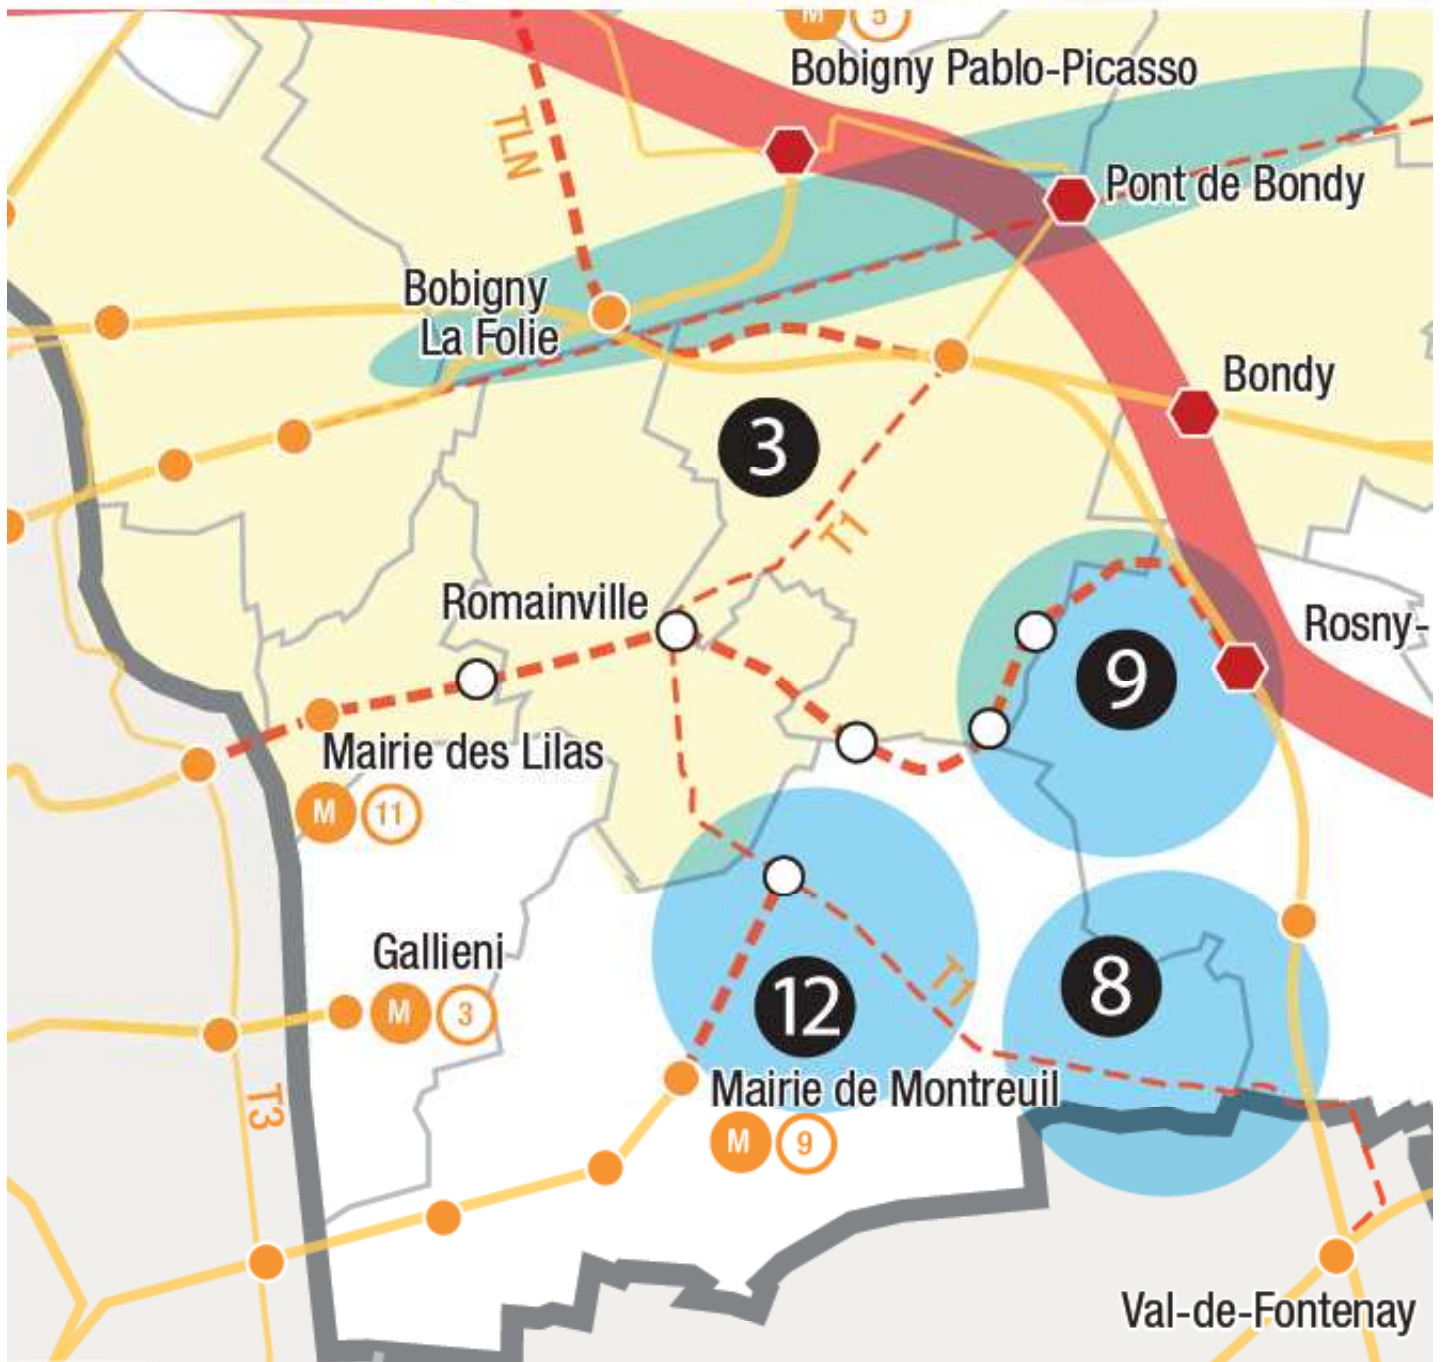 M 5
Bobigny Pablo-Picasso
TLN
Pont de Bondy
Bobigny
La Folie
Bondy
3
T1
Romainville
Rosny-
9
Mairie des Lilas
M 11
Gallieni
M 3
12
T1
8
Mairie de Montreuil
M 9
T3
Val-de-Fontenay